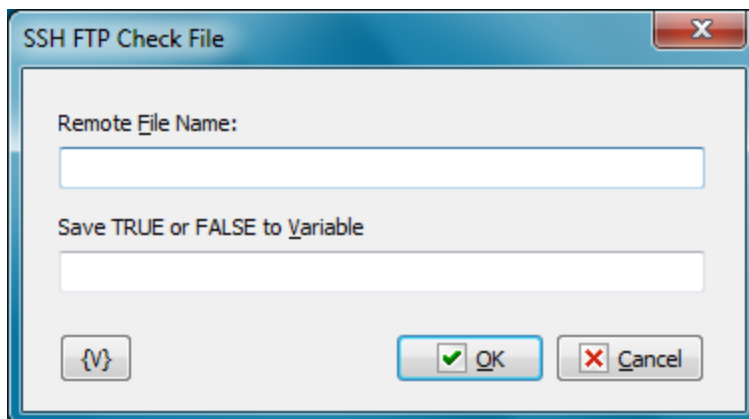 SSH FTP Check File
Remote File Name:
Save TRUE or FALSE to Variable
{V}
OK
Cancel